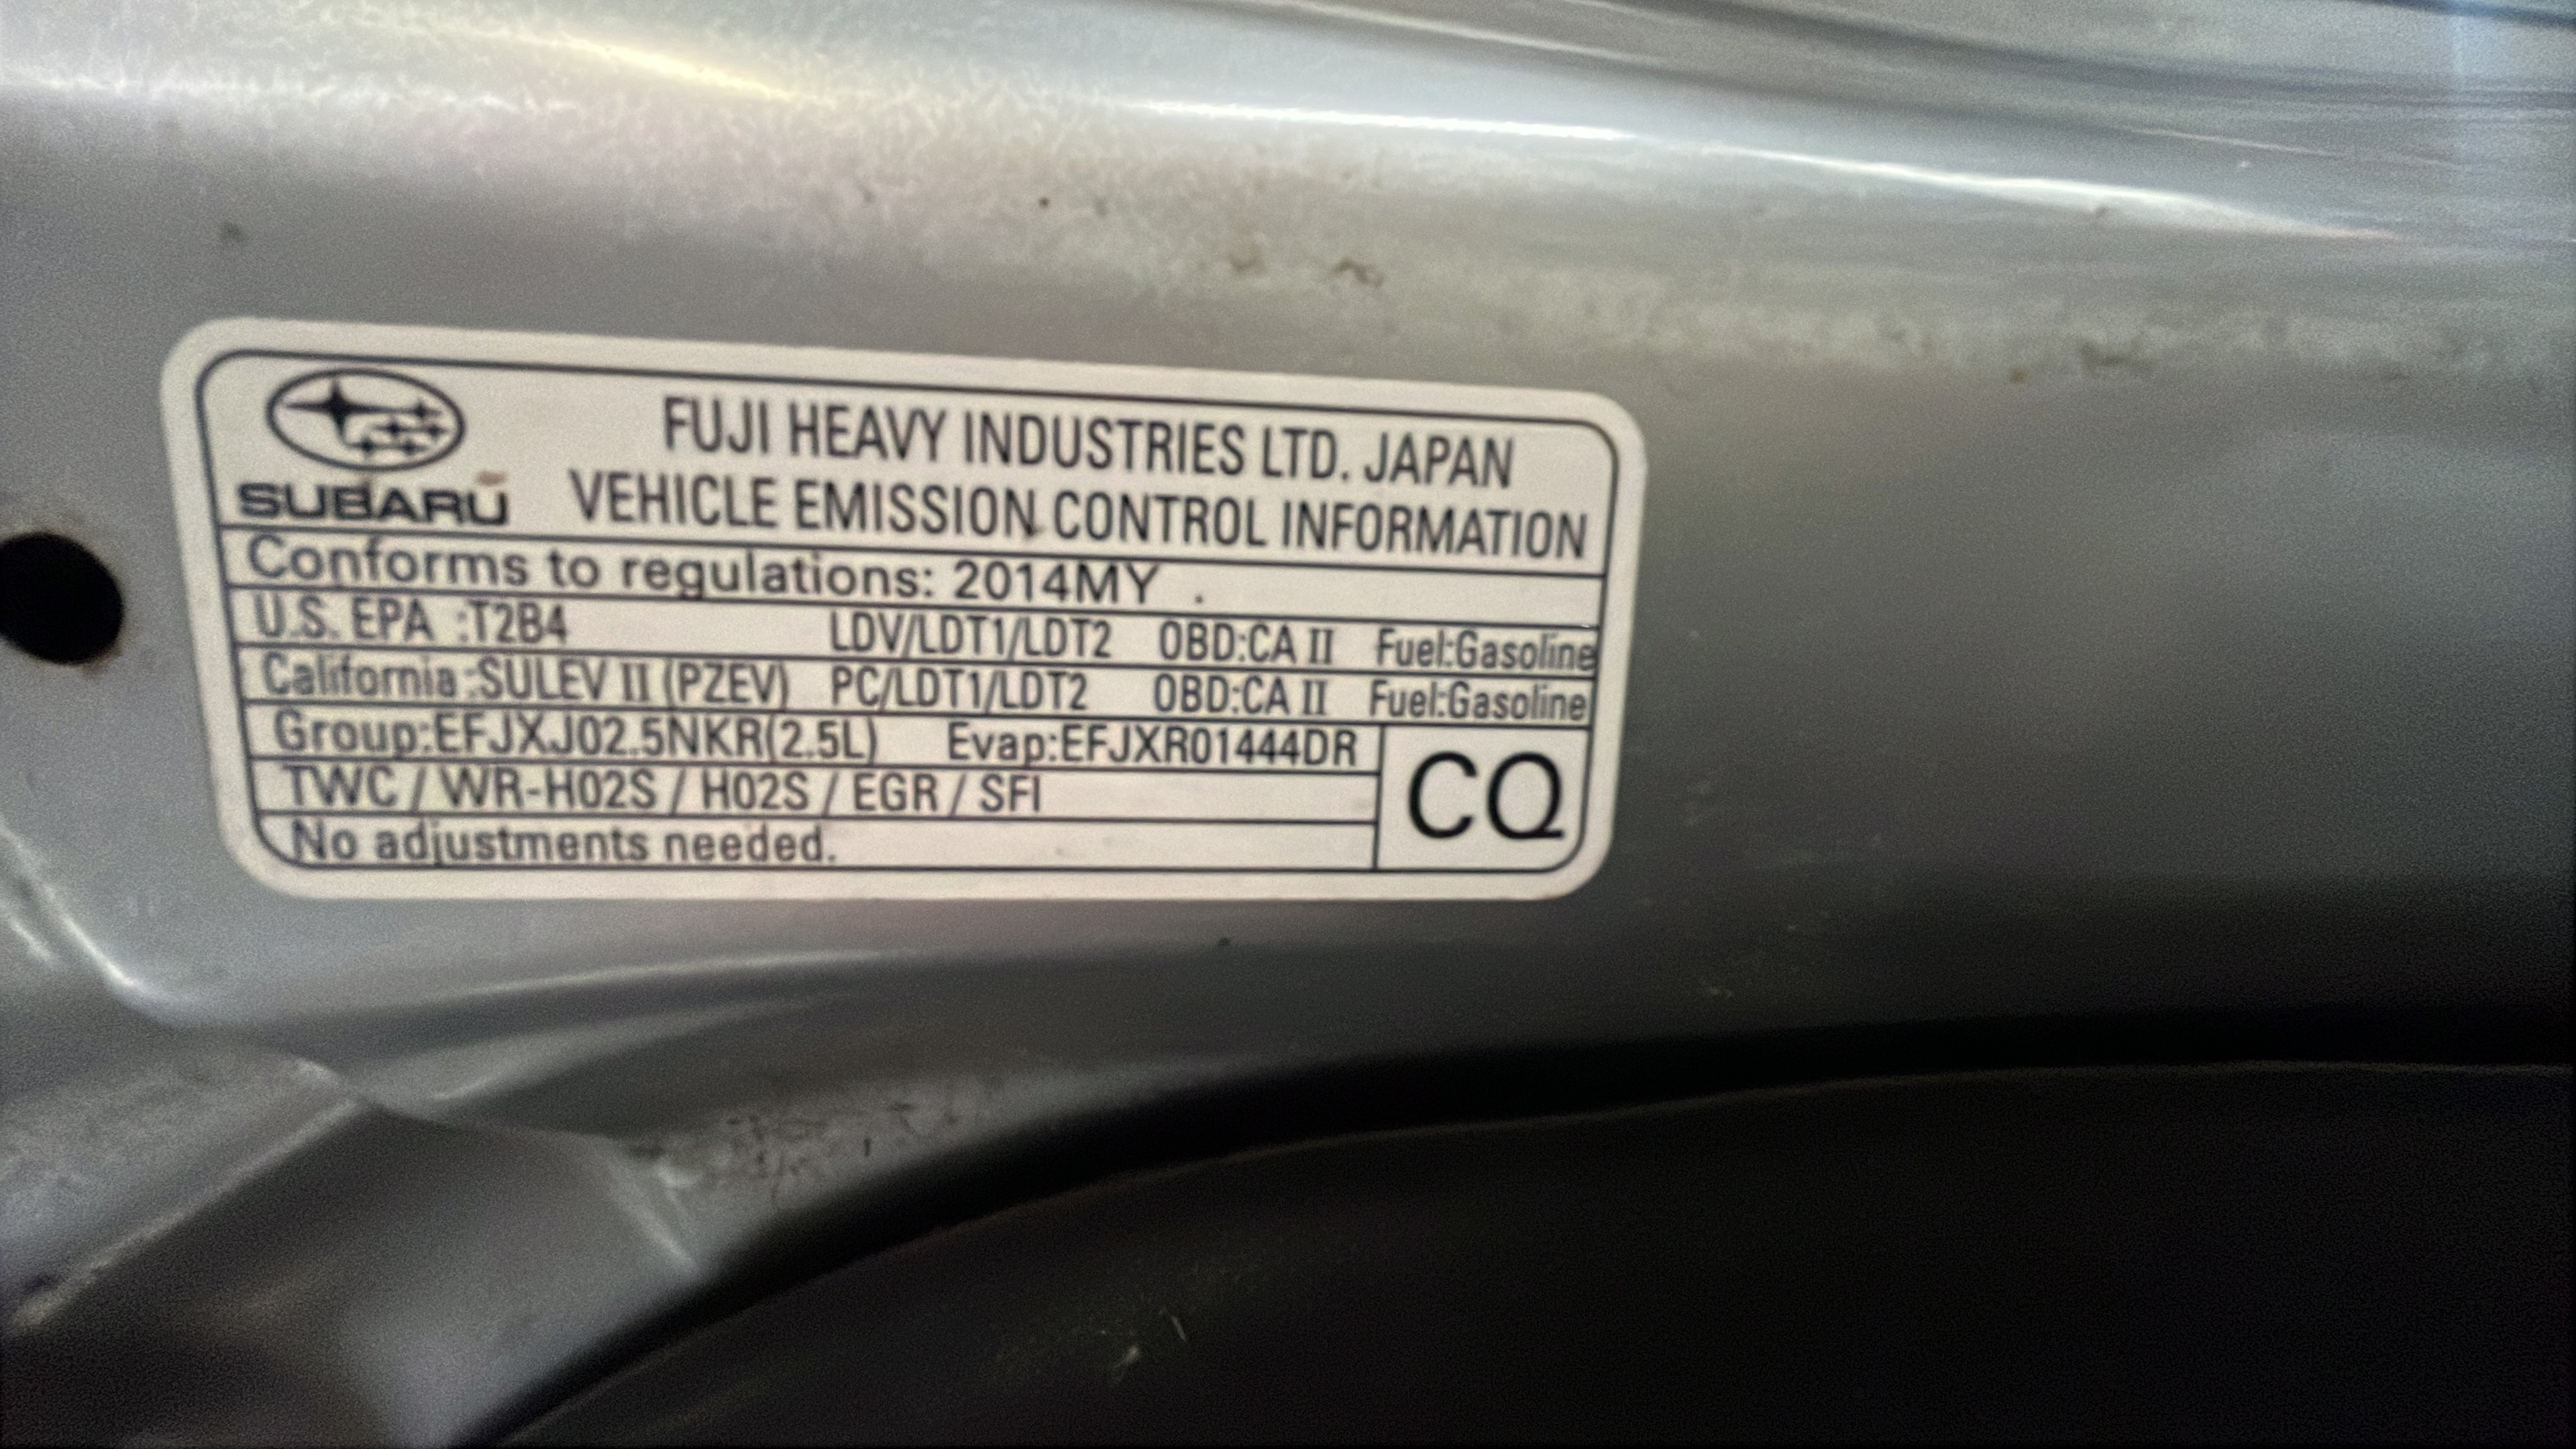 FUJI HEAVY INDUSTRIES LTD. JAPAN
SUBARU VEHICLE EMISSION CONTROL INFORMATION
Conforms to regulations: 2014MY .
U.S. EPA :T2B4 LDV/LDT1/LDT2 OBD:CA II Fuel:Gasoline
California:SULEV II (PZEV) PC/LDT1/LDT2 OBD:CA II Fuel:Gasoline
Group:EFJXJ02.5NKR(2.5L) Evap:EFJXR01444DR
CQ
TWC / WR-HO2S / HO2S / EGR / SFI
No adjustments needed.